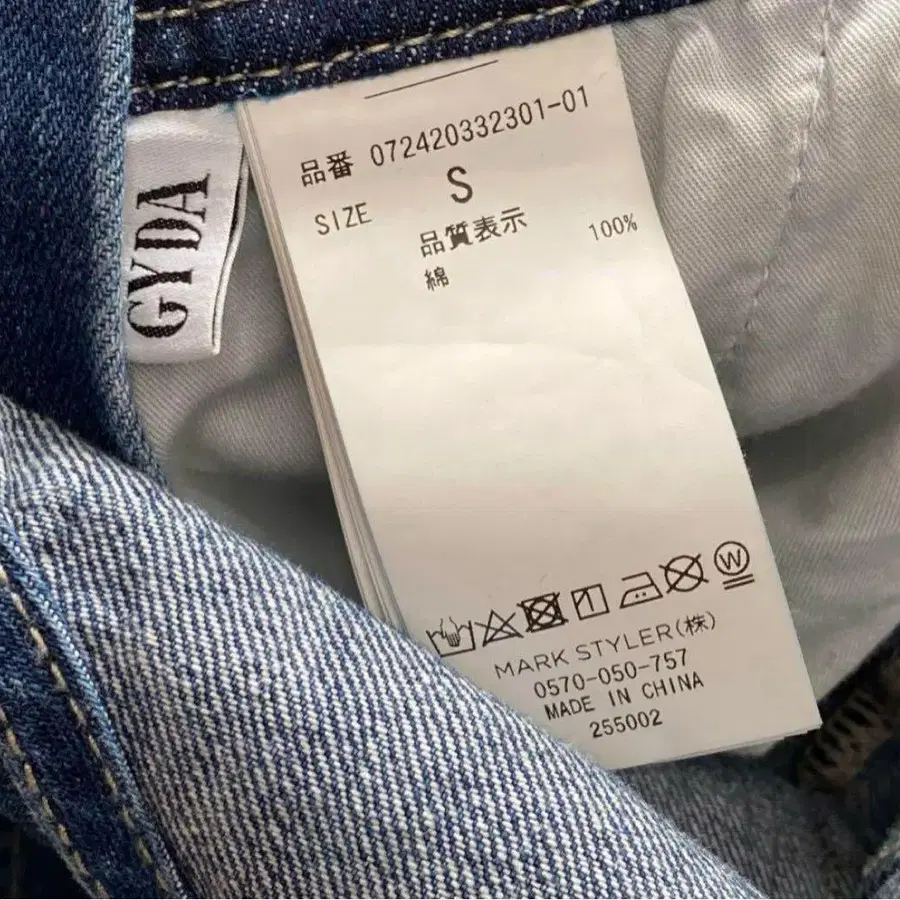 GYDA
品番 072420332301-01
SIZE S
品質表示
綿 100%
W
MARK STYLER(株)
0570-050-757
MADE IN CHINA
255002